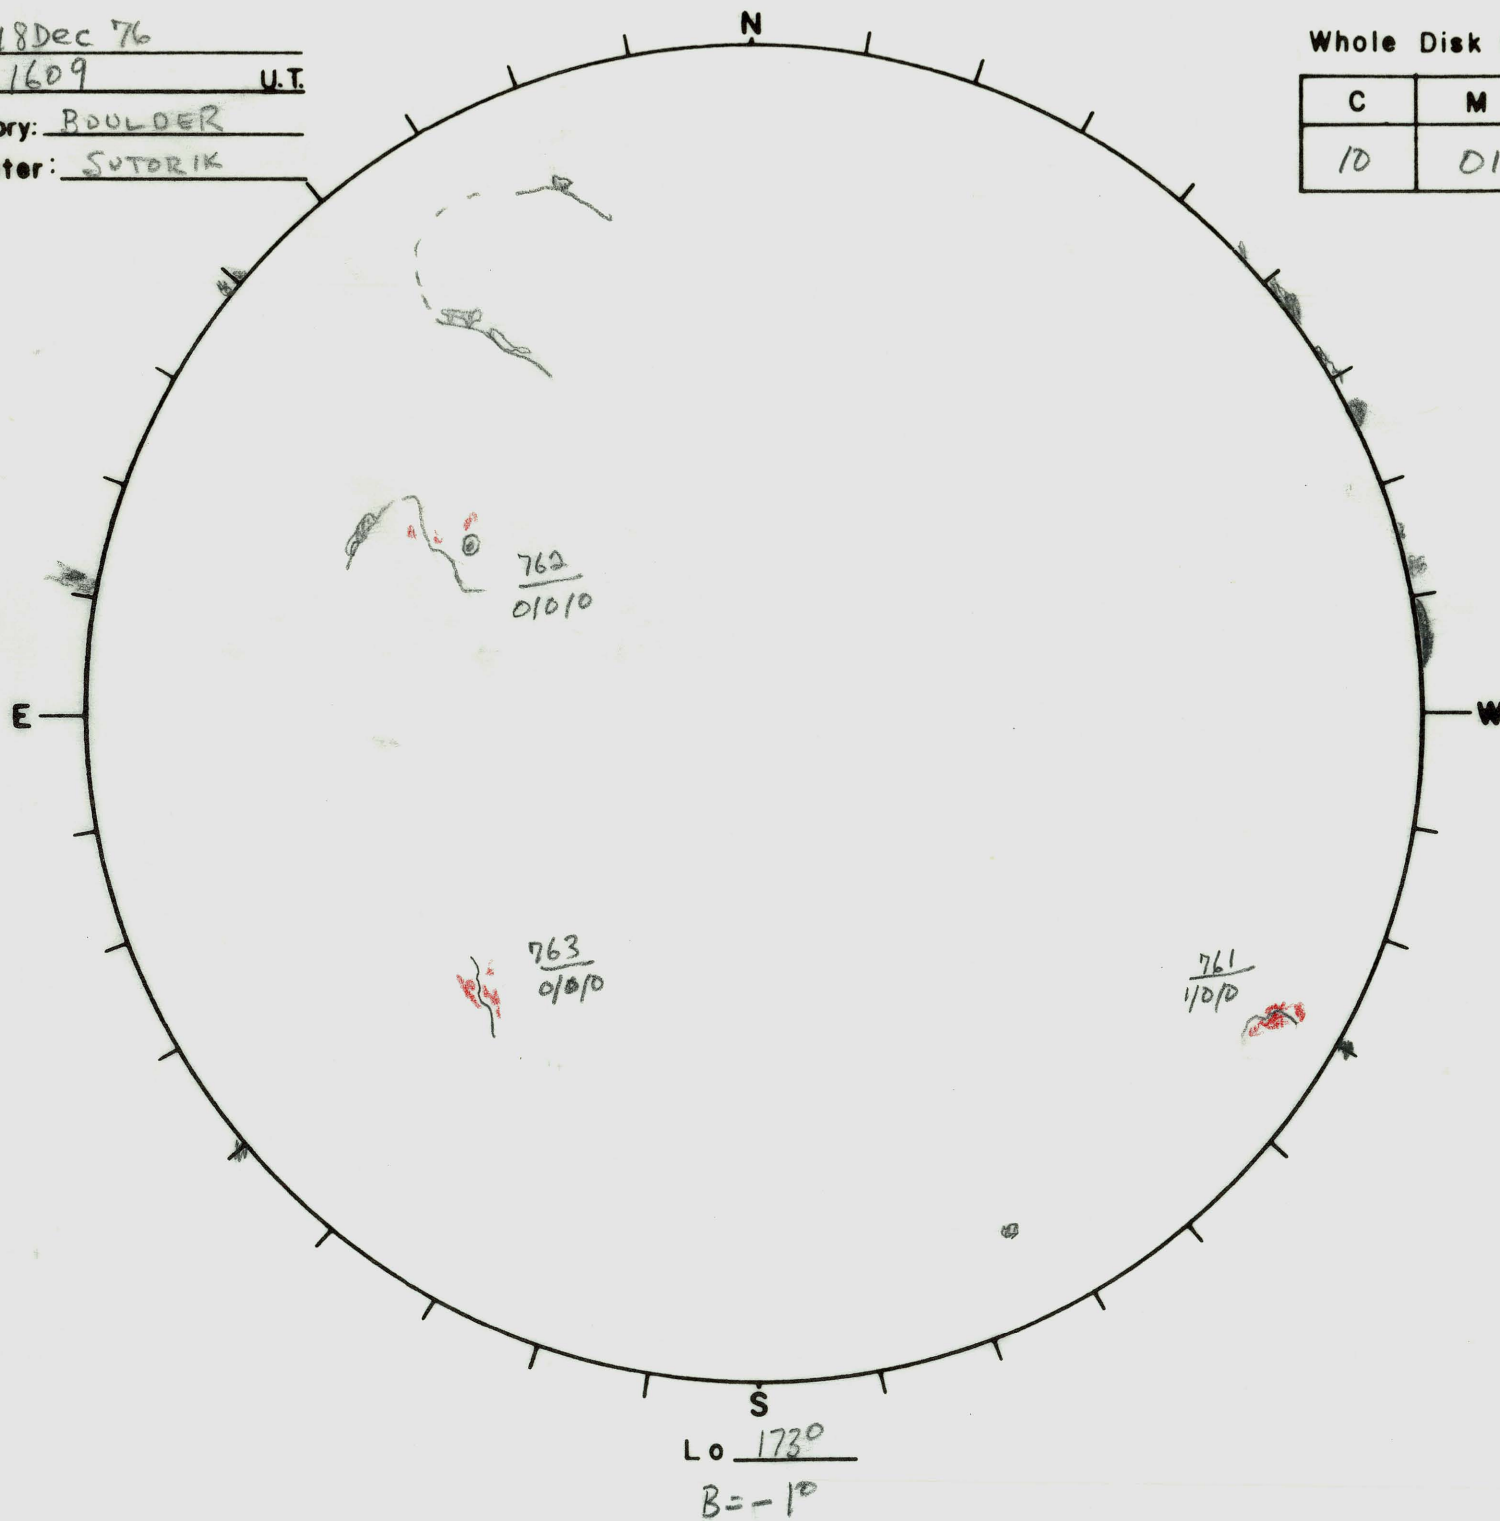 18Dec 76
1609 U.T.
ory: BOULDER
ter: SUTORIK
N
Whole Disk
C M
10 01
762
0/0/0
E
W
763
0/0/0
761
1/0/0
S
Lo 173°
B=-1°